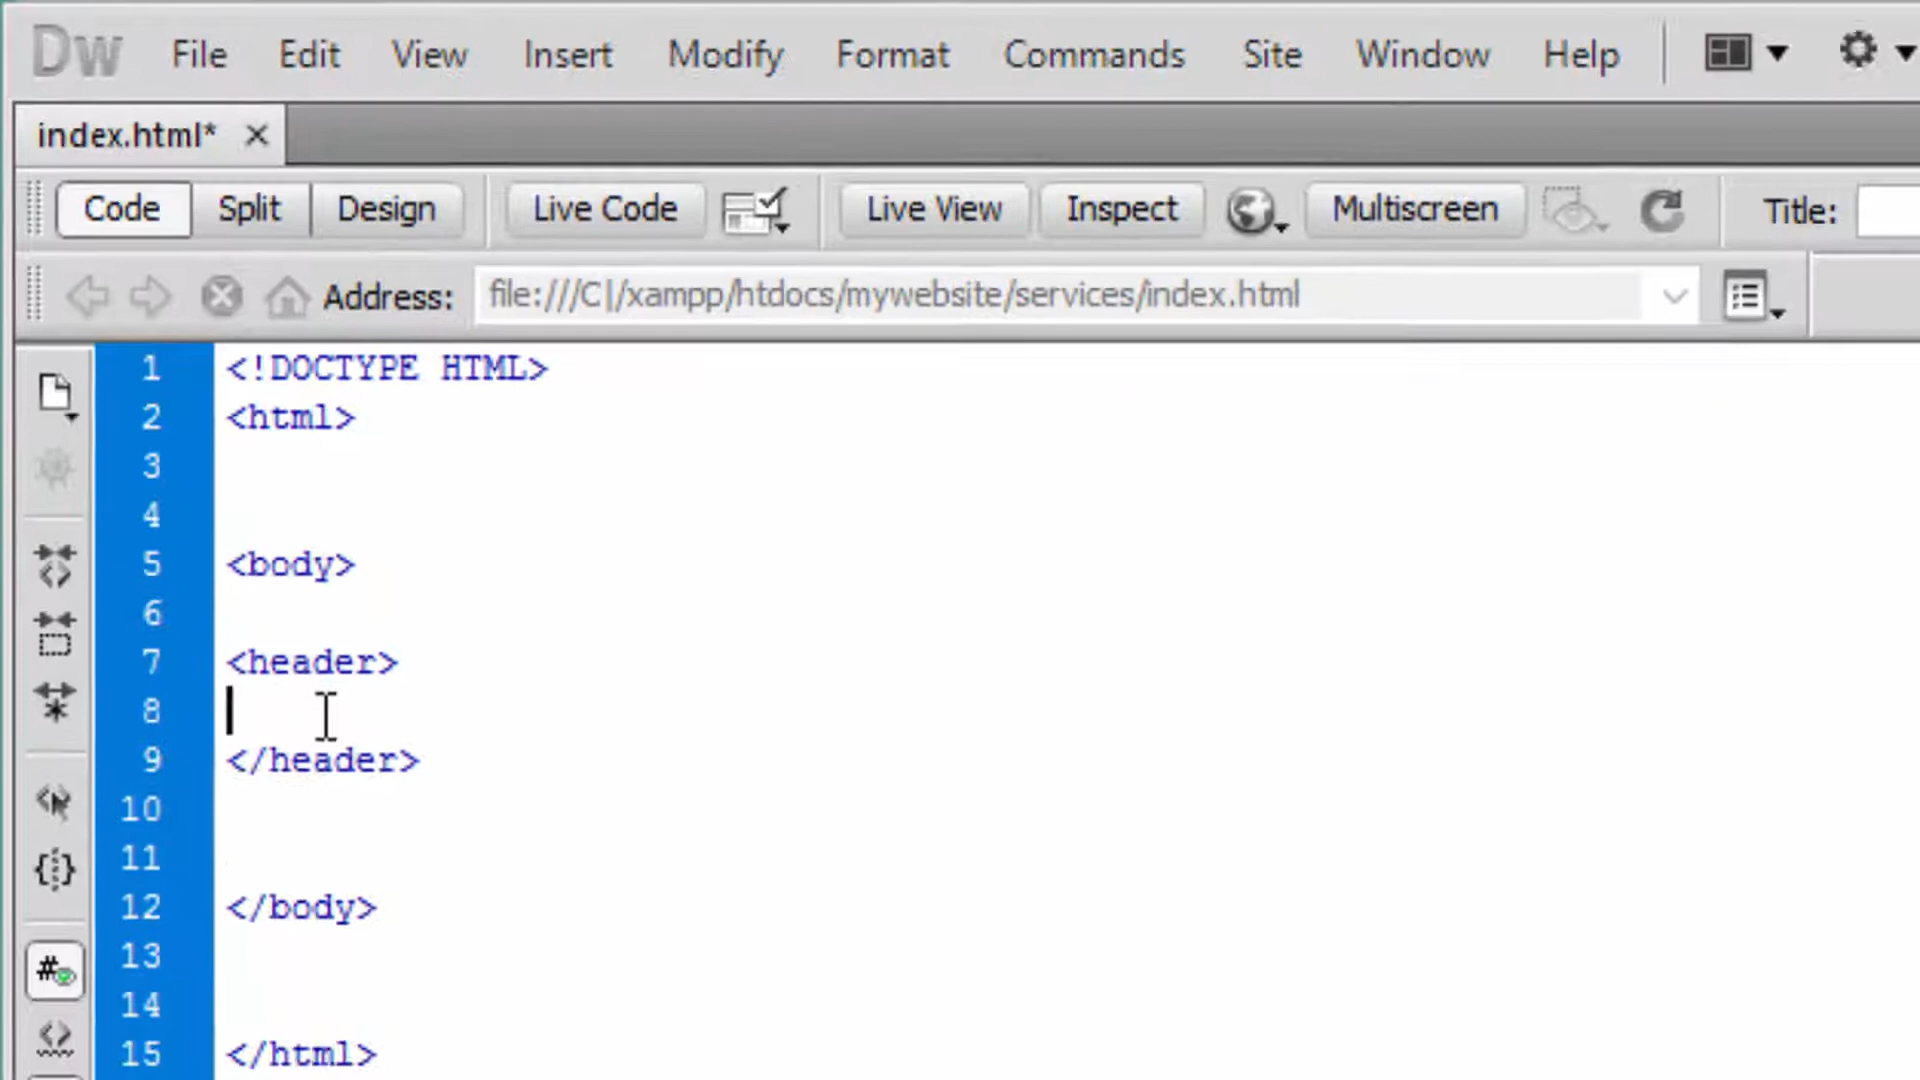 Dw File Edit View Insert Modify Format Commands Site Window Help
index.html*
Code Split Design Live Code Live View Inspect Multiscreen Title:
Address: file:///C|/xampp/htdocs/mywebsite/services/index.html
1 <!DOCTYPE HTML>
2 <html>
3
4
5 <body>
6
7 <header>
8
9 </header>
10
11
12 </body>
13
14
15 </html>